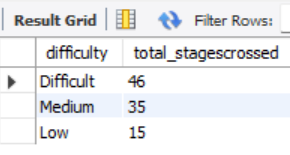 Result Grid Filter Rows:
difficulty total_stagescrossed
Difficult 46
Medium 35
Low 15